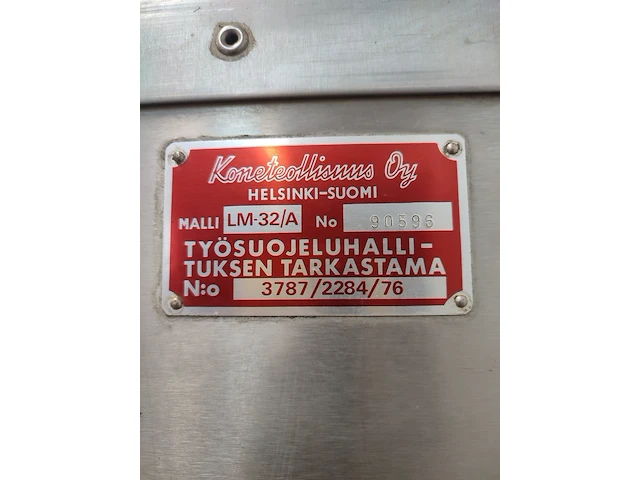 Koneteollisuus Oy
HELSINKI-SUOMI
MALLI LM-32/A No 90596
TYÖSUOJELUHALLI-
TUKSEN TARKASTAMA
N:o 3787/2284/76